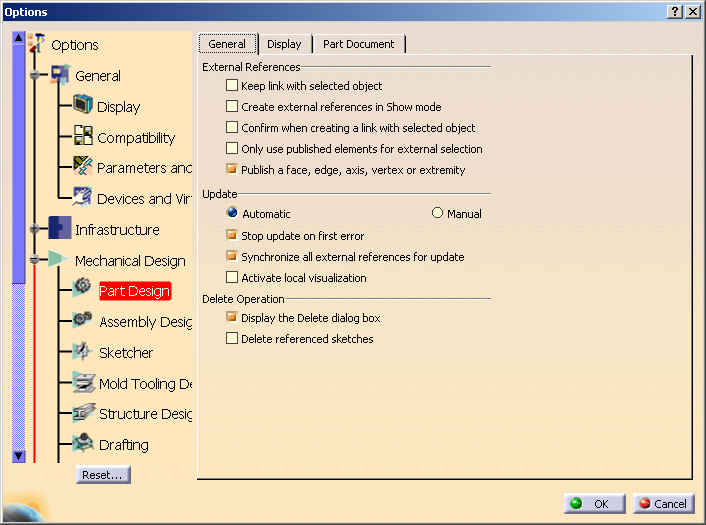 Options
Options
General
Display
Compatibility
Parameters and
Devices and Virt
Infrastructure
Mechanical Design
Part Design
Assembly Desig
Sketcher
Mold Tooling De
Structure Desig
Drafting
Reset...
General Display Part Document
External References
Keep link with selected object
Create external references in Show mode
Confirm when creating a link with selected object
Only use published elements for external selection
Publish a face, edge, axis, vertex or extremity
Update
Automatic Manual
Stop update on first error
Synchronize all external references for update
Activate local visualization
Delete Operation
Display the Delete dialog box
Delete referenced sketches
OK Cancel